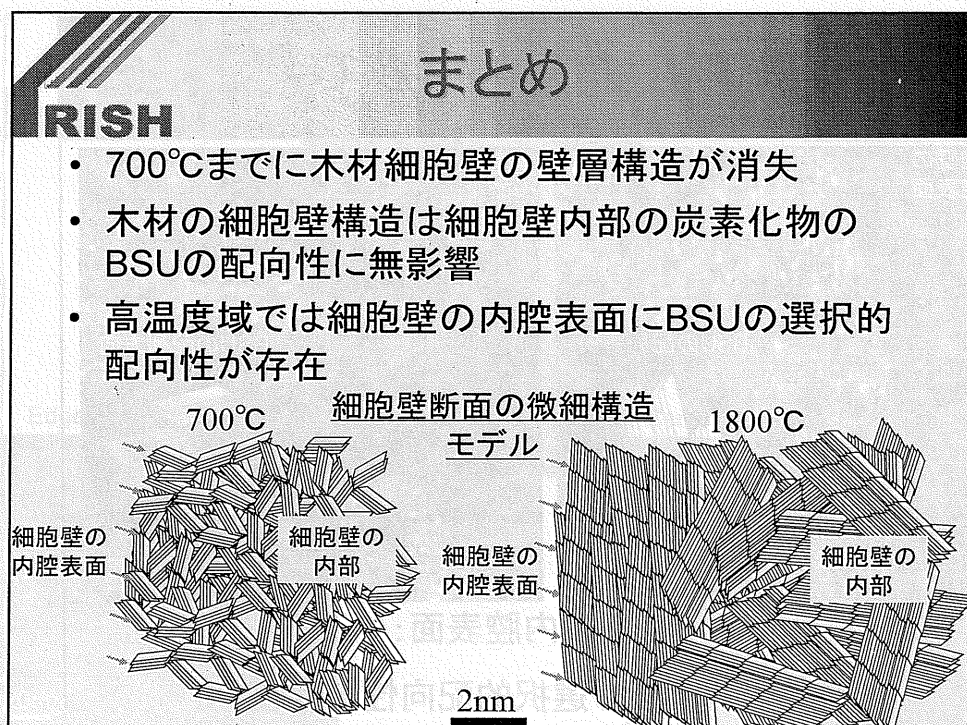 まとめ
RISH
・ 700℃までに木材細胞壁の壁層構造が消失
・ 木材の細胞壁構造は細胞壁内部の炭素化物の
BSUの配向性に無影響
・ 高温度域では細胞壁の内腔表面にBSUの選択的
配向性が存在
細胞壁断面の微細構造
モデル
700℃
1800℃
細胞壁の
内腔表面
細胞壁の
内部
細胞壁の
内腔表面
細胞壁の
内部
2nm